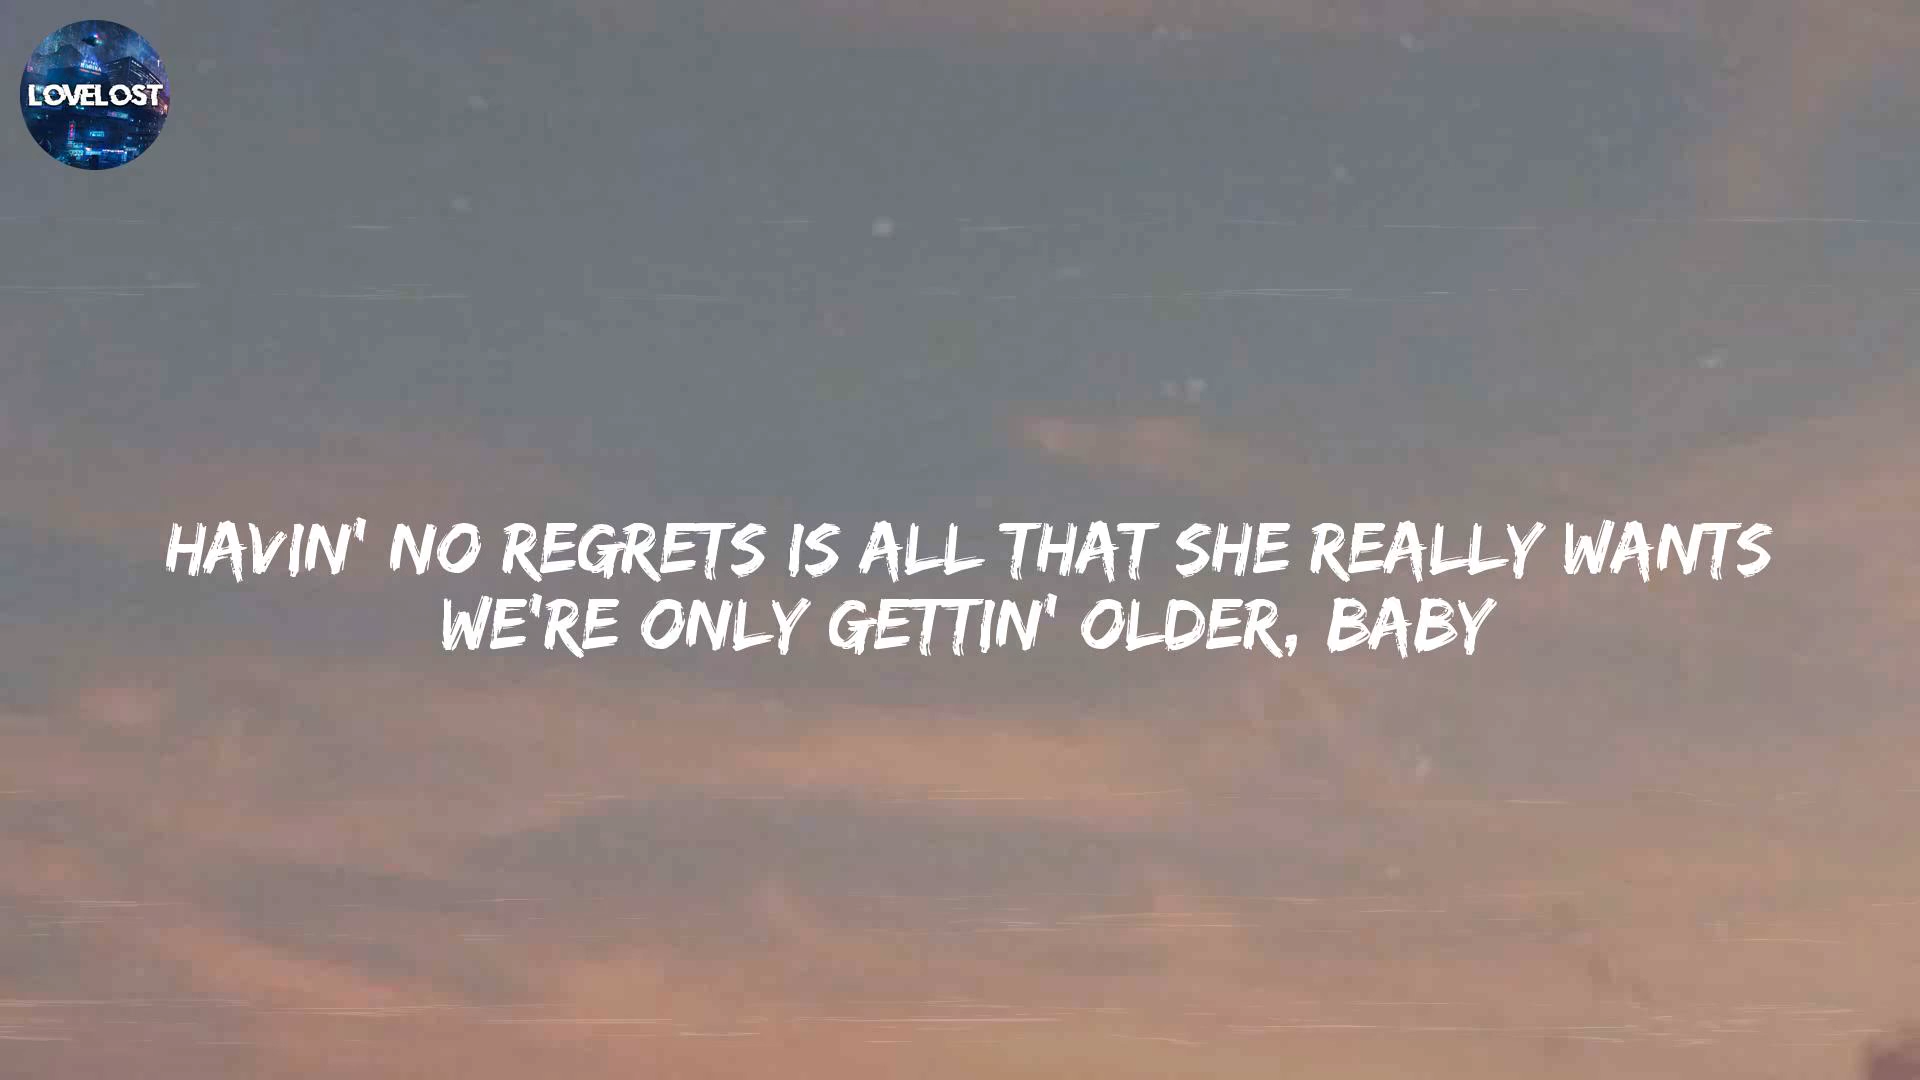 LOVELOST
HAVIN' NO REGRETS IS ALL THAT SHE REALLY WANTS
WE'RE ONLY GETTIN' OLDER, BABY